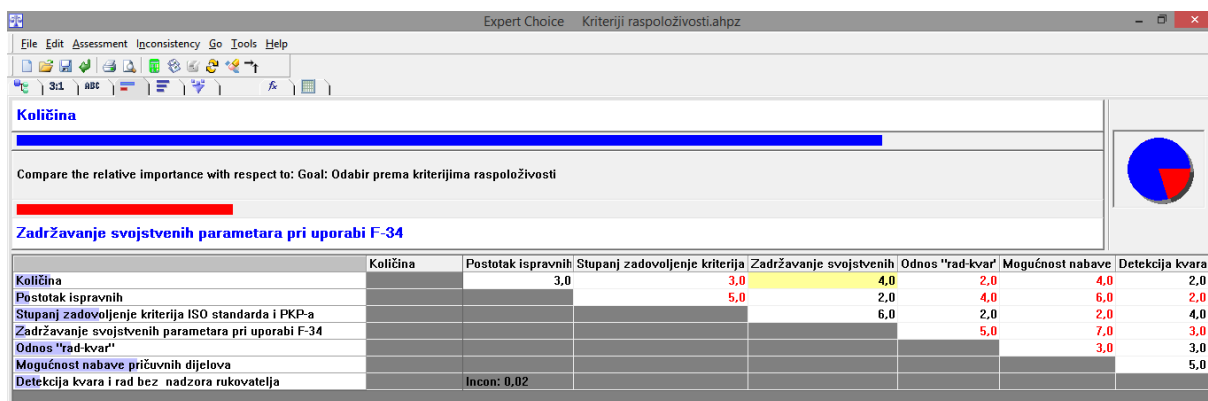 Expert Choice Kriteriji raspoloživosti.ahpz
File Edit Assessment Inconsistency Go Tools Help
3:1 ABC fx
Količina
Compare the relative importance with respect to: Goal: Odabir prema kriterijima raspoloživosti
Zadržavanje svojstvenih parametara pri uporabi F-34
Količina Postotak ispravnih Stupanj zadovoljenje kriterija Zadržavanje svojstvenih Odnos "rad-kvar" Mogućnost nabave Detekcija kvara
Količina 3,0 3,0 4,0 2,0 4,0 2,0
Postotak ispravnih 5,0 2,0 4,0 6,0 2,0
Stupanj zadovoljenje kriterija ISO standarda i PKP-a 6,0 2,0 2,0 4,0
Zadržavanje svojstvenih parametara pri uporabi F-34 5,0 7,0 3,0
Odnos "rad-kvar" 3,0 3,0
Mogućnost nabave pričuvnih dijelova 5,0
Detekcija kvara i rad bez nadzora rukovatelja Incon: 0,02